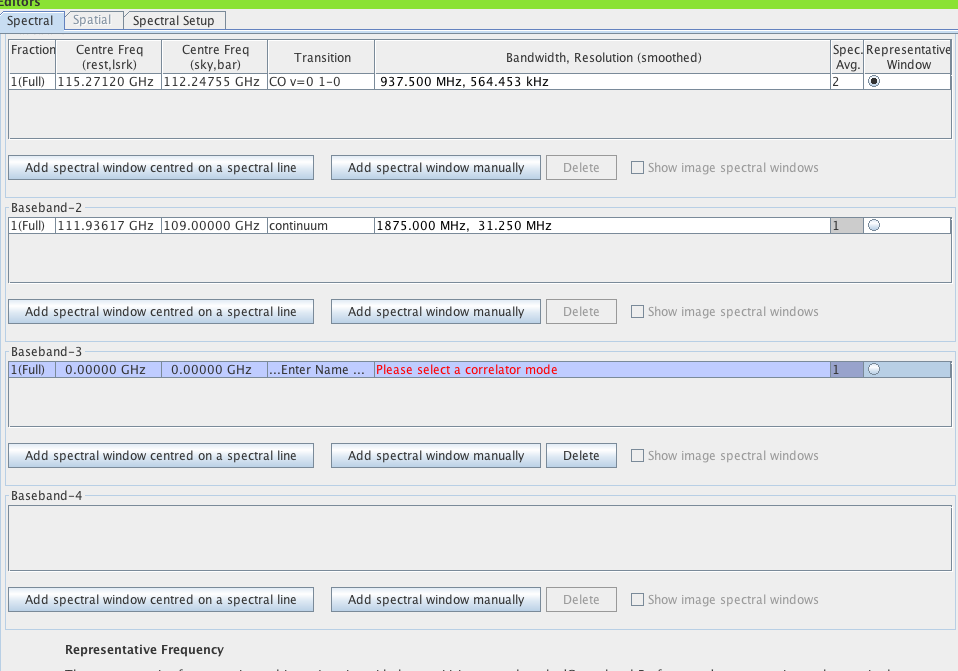 Editors
Spectral Spatial Spectral Setup
Fraction Centre Freq (rest,lsrk) Centre Freq (sky,bar) Transition Bandwidth, Resolution (smoothed) Spec. Avg. Representative Window
1(Full) 115.27120 GHz 112.24755 GHz CO v=0 1-0 937.500 MHz, 564.453 kHz 2
Add spectral window centred on a spectral line Add spectral window manually Delete Show image spectral windows
Baseband-2
1(Full) 111.93617 GHz 109.00000 GHz continuum 1875.000 MHz, 31.250 MHz 1
Add spectral window centred on a spectral line Add spectral window manually Delete Show image spectral windows
Baseband-3
1(Full) 0.00000 GHz 0.00000 GHz ...Enter Name ... Please select a correlator mode 1
Add spectral window centred on a spectral line Add spectral window manually Delete Show image spectral windows
Baseband-4
Add spectral window centred on a spectral line Add spectral window manually Delete Show image spectral windows
Representative Frequency